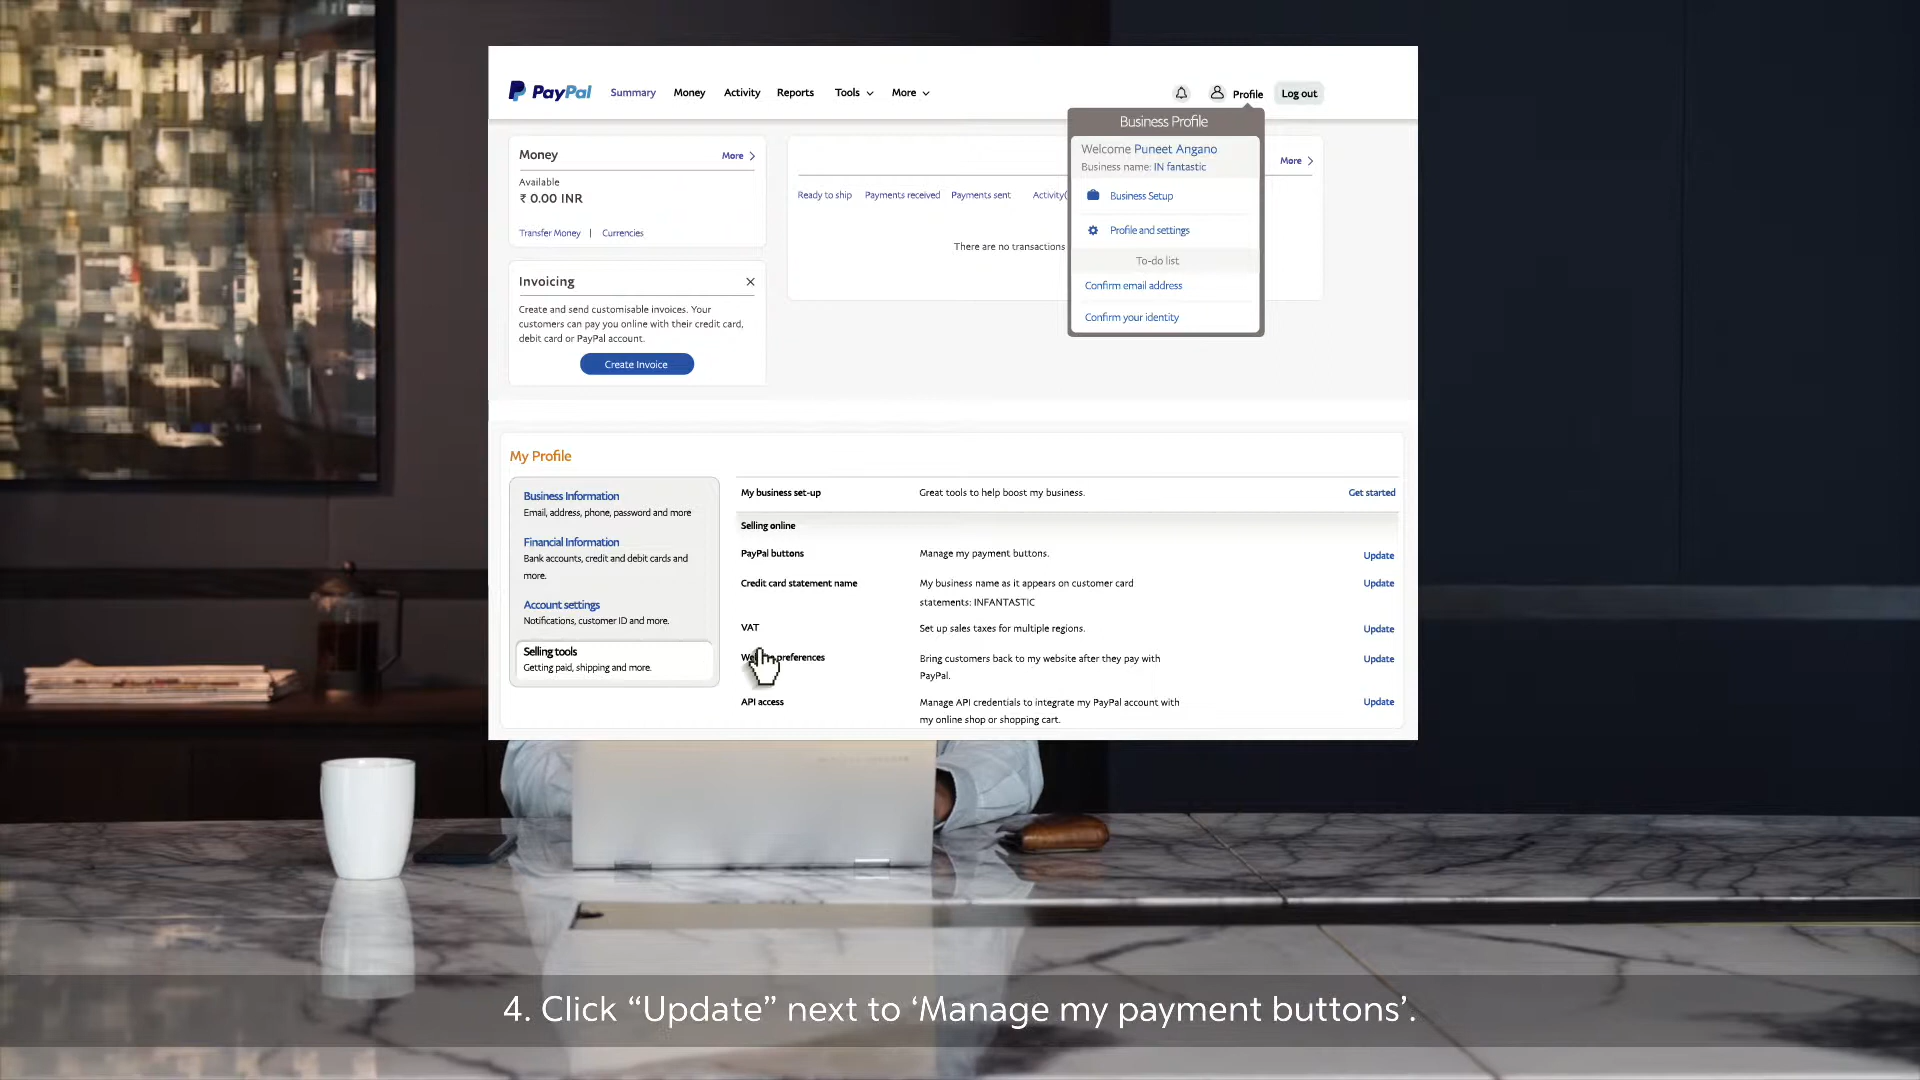 PayPal Summary Money Activity Reports Tools More Profile Log out
Business Profile
Welcome Puneet Angano
Business name: IN fantastic
Business Setup
Profile and settings
To-do list
Confirm email address
Confirm your identity
Money More
Available
₹ 0.00 INR
Transfer Money | Currencies
More
Ready to ship Payments received Payments sent Activity(
There are no transactions
Invoicing
Create and send customisable invoices. Your
customers can pay you online with their credit card,
debit card or PayPal account.
Create Invoice
My Profile
Business Information
Email, address, phone, password and more
Financial Information
Bank accounts, credit and debit cards and
more.
Account settings
Notifications, customer ID and more.
Selling tools
Getting paid, shipping and more.
My business set-up Great tools to help boost my business. Get started
Selling online
PayPal buttons Manage my payment buttons. Update
Credit card statement name My business name as it appears on customer card Update
statements: INFANTASTIC
VAT Set up sales taxes for multiple regions. Update
preferences Bring customers back to my website after they pay with Update
PayPal.
API access Manage API credentials to integrate my PayPal account with Update
my online shop or shopping cart.
4. Click “Update” next to ‘Manage my payment buttons’.